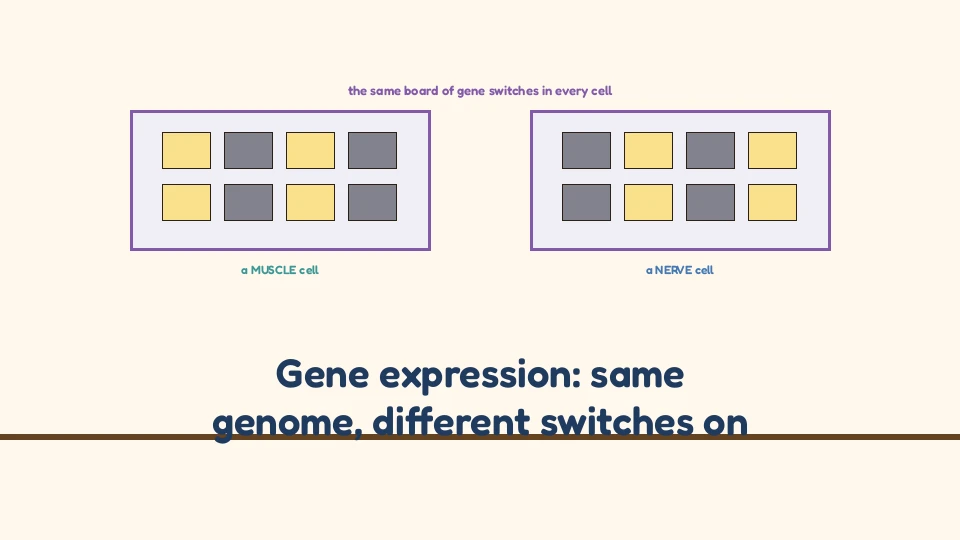 the same board of gene switches in every cell
a MUSCLE cell
a NERVE cell
Gene expression: same
genome, different switches on